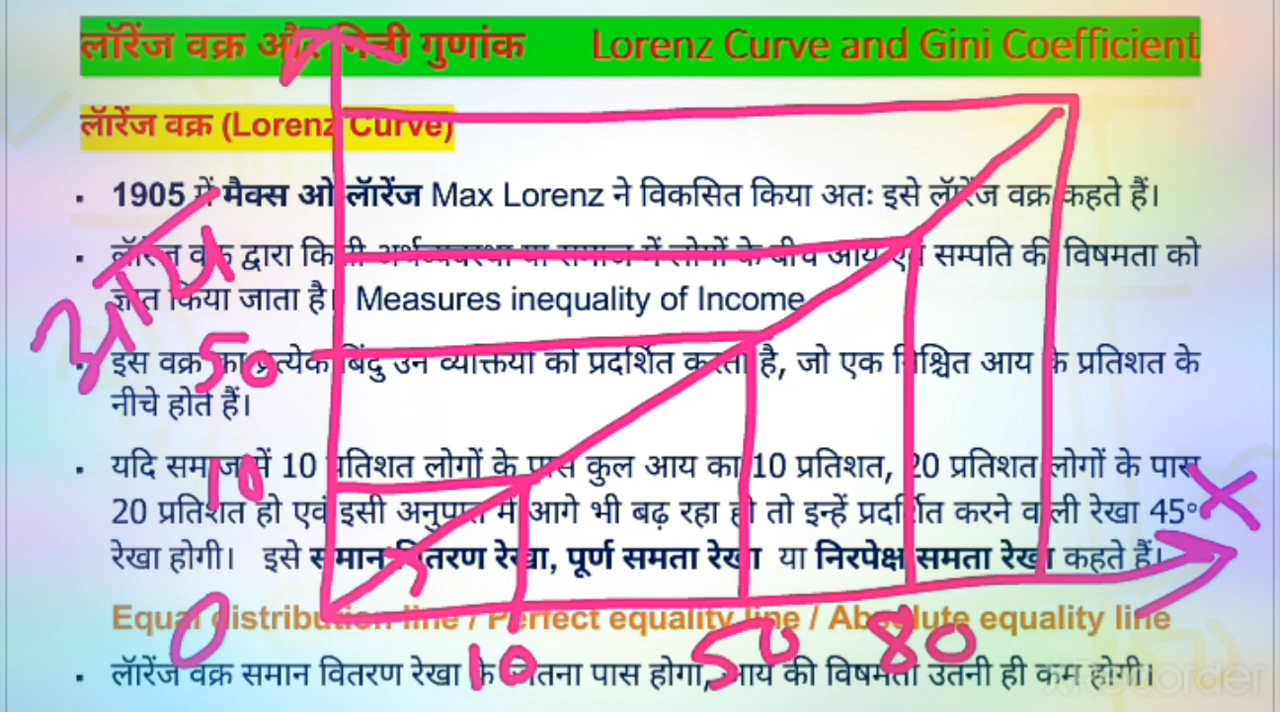 लॉरेंज वक्र और गिनी गुणांक Lorenz Curve and Gini Coefficient
लॉरेंज वक्र (Lorenz Curve)
▪ 1905 में मैक्स ओ लॉरेंज Max Lorenz ने विकसित किया अतः इसे लॉरेंज वक्र कहते हैं।
▪ लॉरेंज वक्र द्वारा किसी अर्थव्यवस्था या समाज में लोगों के बीच आय एवं सम्पति की विषमता को
ज्ञात किया जाता है। Measures inequality of Income
आय
▪ इस वक्र का प्रत्येक बिंदु उन व्यक्तियों को प्रदर्शित करता है, जो एक निश्चित आय के प्रतिशत के
50
नीचे होते हैं।
▪ यदि समाज में 10 प्रतिशत लोगों के पास कुल आय का 10 प्रतिशत, 20 प्रतिशत लोगों के पास
10
20 प्रतिशत हो एवं इसी अनुपात में आगे भी बढ़ रहा हो तो इन्हें प्रदर्शित करने वाली रेखा 45°
X
रेखा होगी। इसे समान वितरण रेखा, पूर्ण समता रेखा या निरपेक्ष समता रेखा कहते हैं।
Equal distribution line / Perfect equality line / Absolute equality line
0 10 50 80
▪ लॉरेंज वक्र समान वितरण रेखा के जितना पास होगा, आय की विषमता उतनी ही कम होगी।
XRecorder